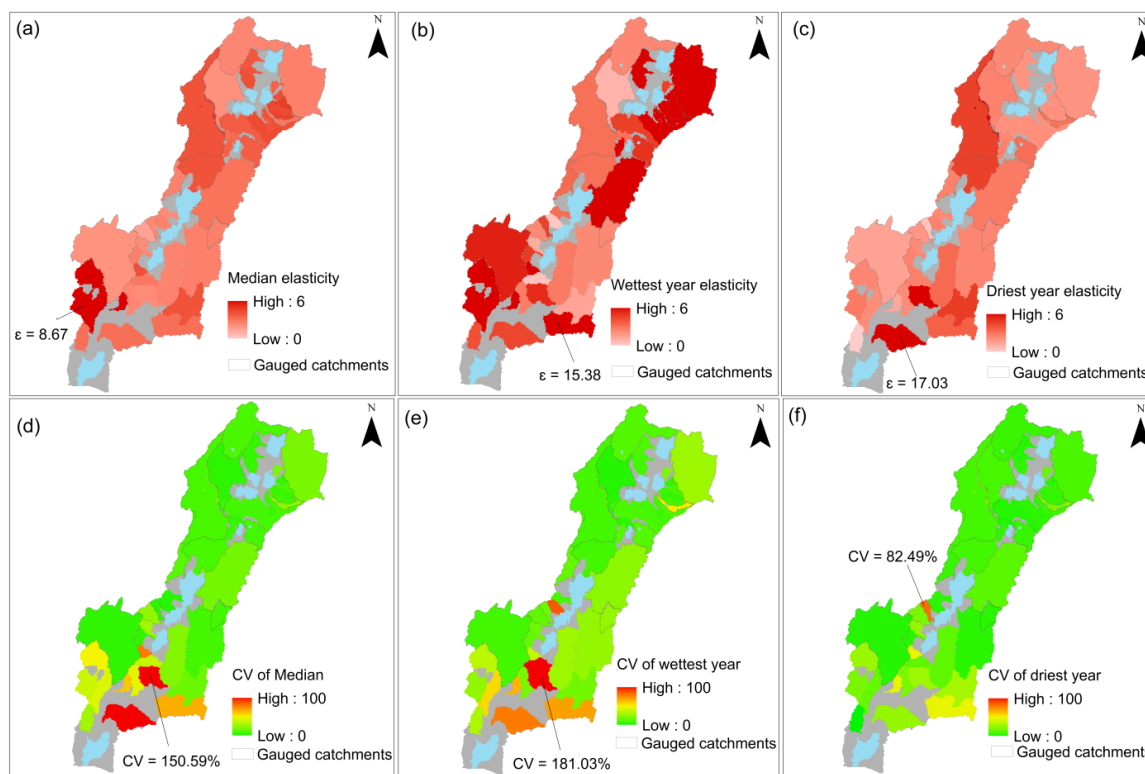 (a)
N
Median elasticity
High : 6
Low : 0
Gauged catchments
ε = 8.67
(b)
N
Wettest year elasticity
High : 6
Low : 0
Gauged catchments
ε = 15.38
(c)
N
Driest year elasticity
High : 6
Low : 0
Gauged catchments
ε = 17.03
(d)
N
CV of Median
High : 100
Low : 0
Gauged catchments
CV = 150.59%
(e)
N
CV of wettest year
High : 100
Low : 0
Gauged catchments
CV = 181.03%
(f)
N
CV = 82.49%
CV of driest year
High : 100
Low : 0
Gauged catchments